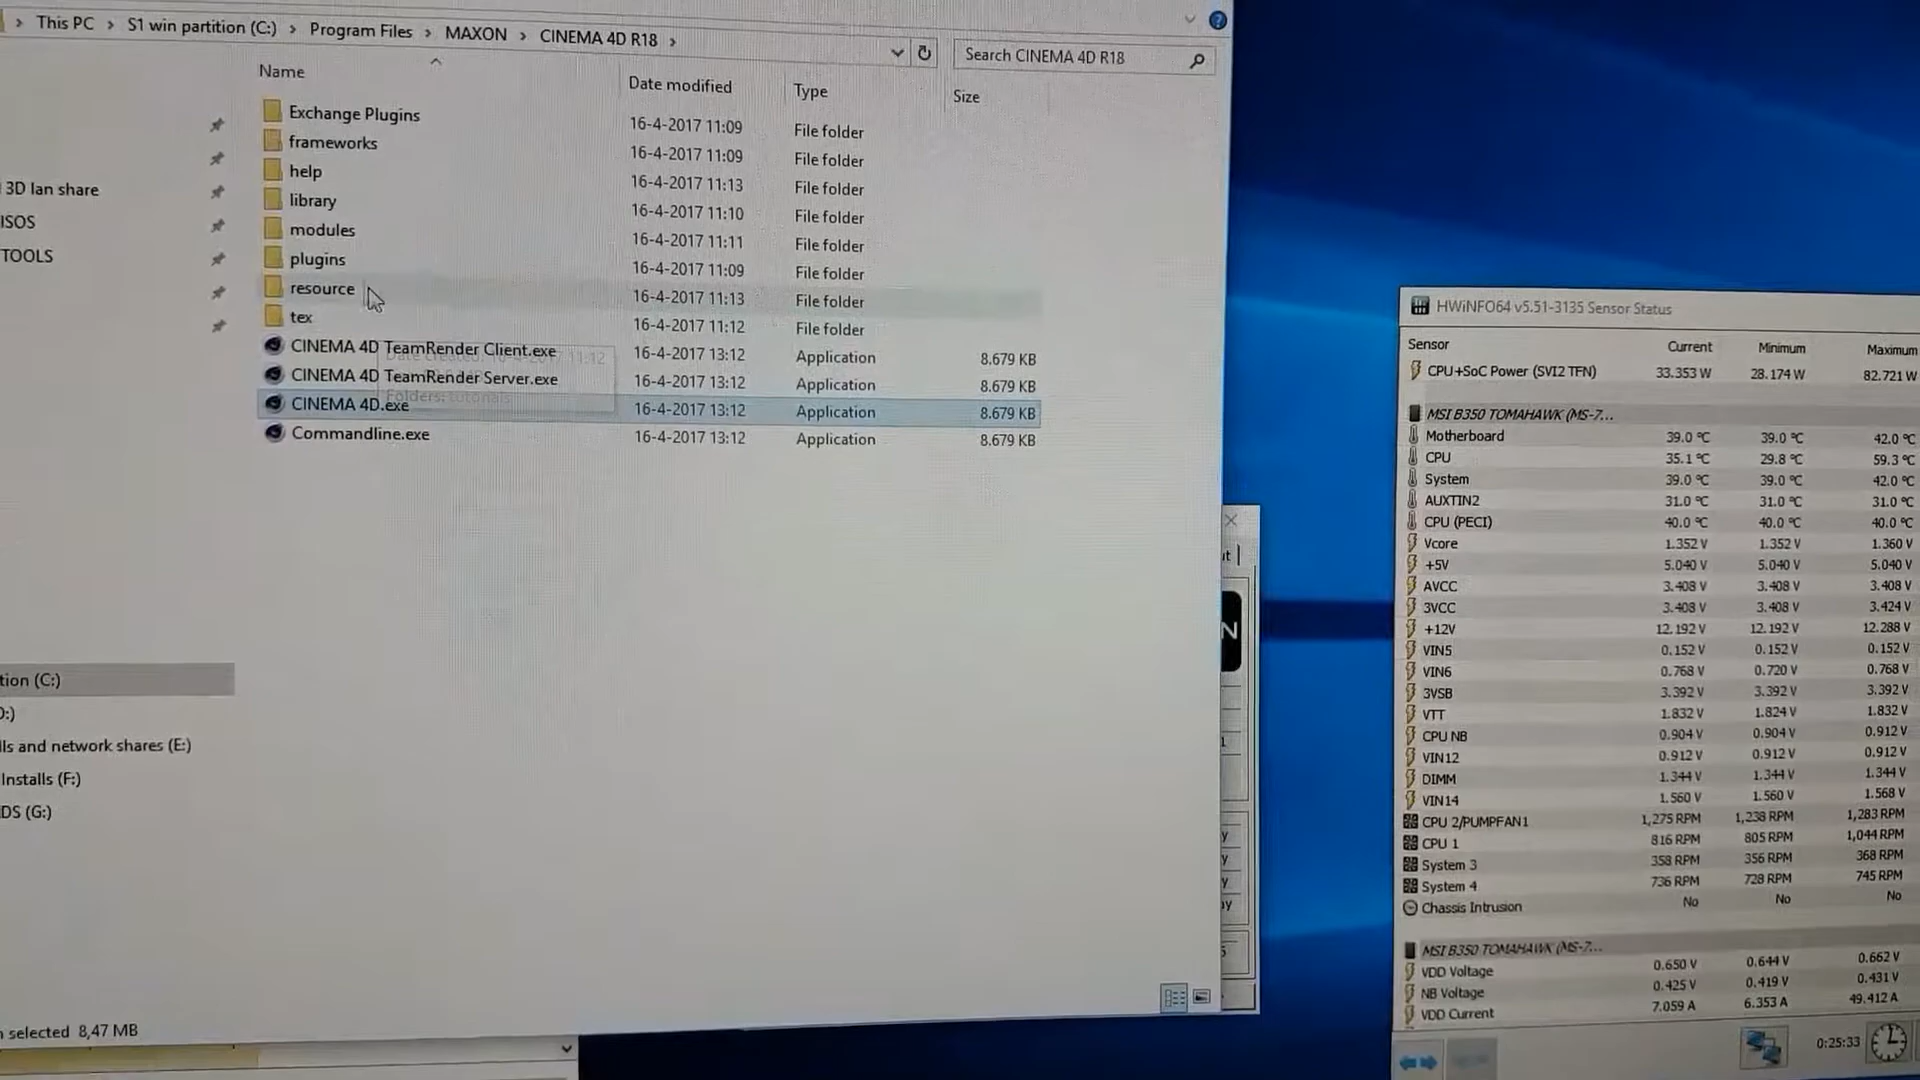 This PC > S1 win partition (C:) > Program Files > MAXON > CINEMA 4D R18 >
Search CINEMA 4D R18
Name Date modified Type Size
Exchange Plugins 16-4-2017 11:09 File folder
frameworks 16-4-2017 11:09 File folder
help 16-4-2017 11:13 File folder
library 16-4-2017 11:10 File folder
modules 16-4-2017 11:11 File folder
plugins 16-4-2017 11:09 File folder
resource 16-4-2017 11:13 File folder
tex 16-4-2017 11:12 File folder
CINEMA 4D TeamRender Client.exe 16-4-2017 13:12 Application 8.679 KB
CINEMA 4D TeamRender Server.exe 16-4-2017 13:12 Application 8.679 KB
CINEMA 4D.exe 16-4-2017 13:12 Application 8.679 KB
Commandline.exe 16-4-2017 13:12 Application 8.679 KB
Folders: tutorials
3D lan share
ISOS
TOOLS
tion (C:)
D:)
lls and network shares (E:)
Installs (F:)
DS (G:)
selected 8,47 MB
HWiNFO64 v5.51-3135 Sensor Status
Sensor Current Minimum Maximum
CPU+SoC Power (SVI2 TFN) 33.353 W 28.174 W 82.721 W
MSI B350 TOMAHAWK (MS-7...
Motherboard 39.0 °C 39.0 °C 42.0 °C
CPU 35.1 °C 29.8 °C 59.3 °C
System 39.0 °C 39.0 °C 42.0 °C
AUXTIN2 31.0 °C 31.0 °C 31.0 °C
CPU (PECI) 40.0 °C 40.0 °C 40.0 °C
Vcore 1.352 V 1.352 V 1.360 V
+5V 5.040 V 5.040 V 5.040 V
AVCC 3.408 V 3.408 V 3.408 V
3VCC 3.408 V 3.408 V 3.424 V
+12V 12.192 V 12.192 V 12.288 V
VIN5 0.152 V 0.152 V 0.152 V
VIN6 0.768 V 0.720 V 0.768 V
3VSB 3.392 V 3.392 V 3.392 V
VTT 1.832 V 1.824 V 1.832 V
CPU NB 0.904 V 0.904 V 0.912 V
VIN12 0.912 V 0.912 V 0.912 V
DIMM 1.344 V 1.344 V 1.344 V
VIN14 1.560 V 1.560 V 1.568 V
CPU 2/PUMPFAN1 1,275 RPM 1,238 RPM 1,283 RPM
CPU 1 816 RPM 805 RPM 1,044 RPM
System 3 358 RPM 356 RPM 368 RPM
System 4 736 RPM 728 RPM 745 RPM
Chassis Intrusion No No No
MSI B350 TOMAHAWK (MS-7...
VDD Voltage 0.650 V 0.644 V 0.662 V
NB Voltage 0.425 V 0.419 V 0.431 V
VDD Current 7.059 A 6.353 A 49.412 A
0:25:33